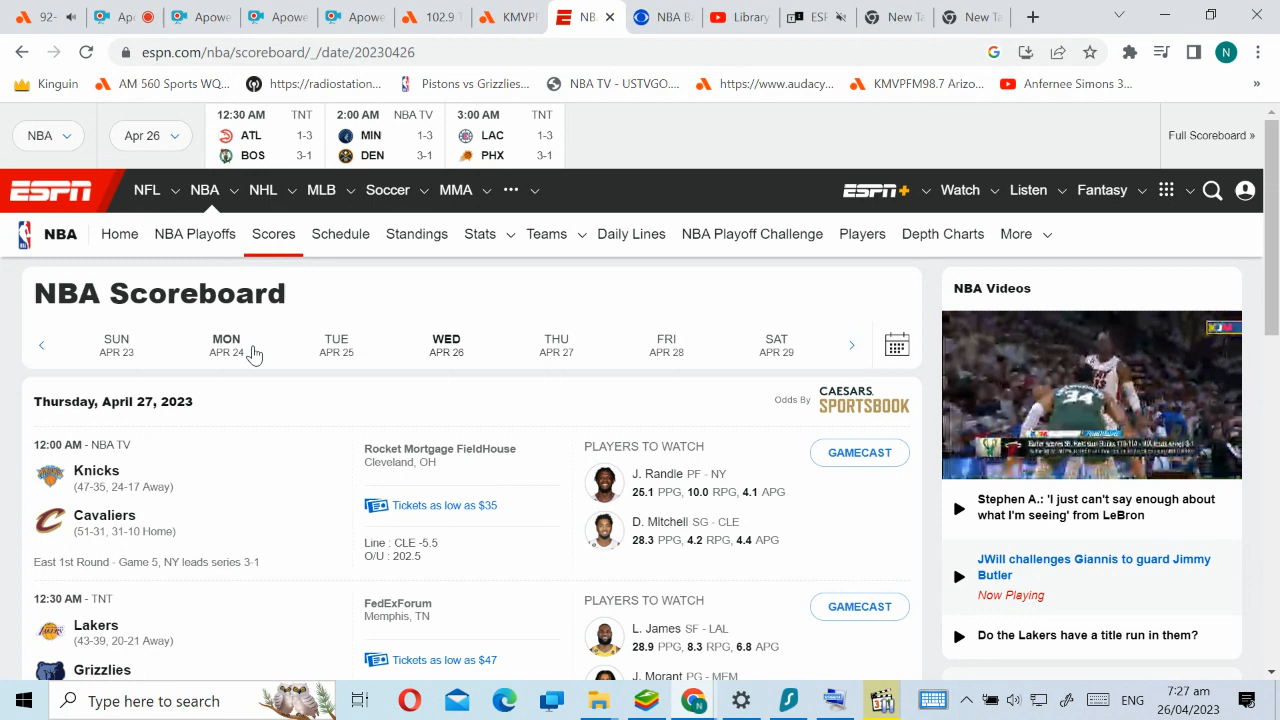 92-
Apowe
Apowe
Apowe
102.9 T
KMVPI
NB
NBA B
Library
ESF
New Ta
New Ta
espn.com/nba/scoreboard/_/date/20230426
N
Kinguin
AM 560 Sports WQ...
https://radiostation...
Pistons vs Grizzlies...
NBA TV - USTVGO....
https://www.audacy...
KMVPFM98.7 Arizo...
Anfernee Simons 3...
»
NBA
Apr 26
12:30 AM TNT
ATL 1-3
BOS 3-1
2:00 AM NBA TV
MIN 1-3
DEN 3-1
3:00 AM TNT
LAC 1-3
PHX 3-1
Full Scoreboard »
ESPN NFL NBA NHL MLB Soccer MMA ••• ESPN+ Watch Listen Fantasy
NBA Home NBA Playoffs Scores Schedule Standings Stats Teams Daily Lines NBA Playoff Challenge Players Depth Charts More
NBA Scoreboard
SUN MON TUE WED THU FRI SAT
APR 23 APR 24 APR 25 APR 26 APR 27 APR 28 APR 29
Thursday, April 27, 2023
Odds By CAESARS SPORTSBOOK
12:00 AM - NBA TV
Knicks
(47-35, 24-17 Away)
Cavaliers
(51-31, 31-10 Home)
East 1st Round - Game 5, NY leads series 3-1
Rocket Mortgage FieldHouse
Cleveland, OH
Tickets as low as $35
Line : CLE -5.5
O/U : 202.5
PLAYERS TO WATCH
J. Randle PF - NY
25.1 PPG, 10.0 RPG, 4.1 APG
D. Mitchell SG - CLE
28.3 PPG, 4.2 RPG, 4.4 APG
GAMECAST
12:30 AM - TNT
Lakers
(43-39, 20-21 Away)
Grizzlies
FedExForum
Memphis, TN
Tickets as low as $47
PLAYERS TO WATCH
L. James SF - LAL
28.9 PPG, 8.3 RPG, 6.8 APG
J. Morant PG - MEM
GAMECAST
NBA Videos
34
Stephen A.: 'I just can't say enough about
what I'm seeing' from LeBron
JWill challenges Giannis to guard Jimmy
Butler
Now Playing
Do the Lakers have a title run in them?
Type here to search
ENG
7:27 am
26/04/2023